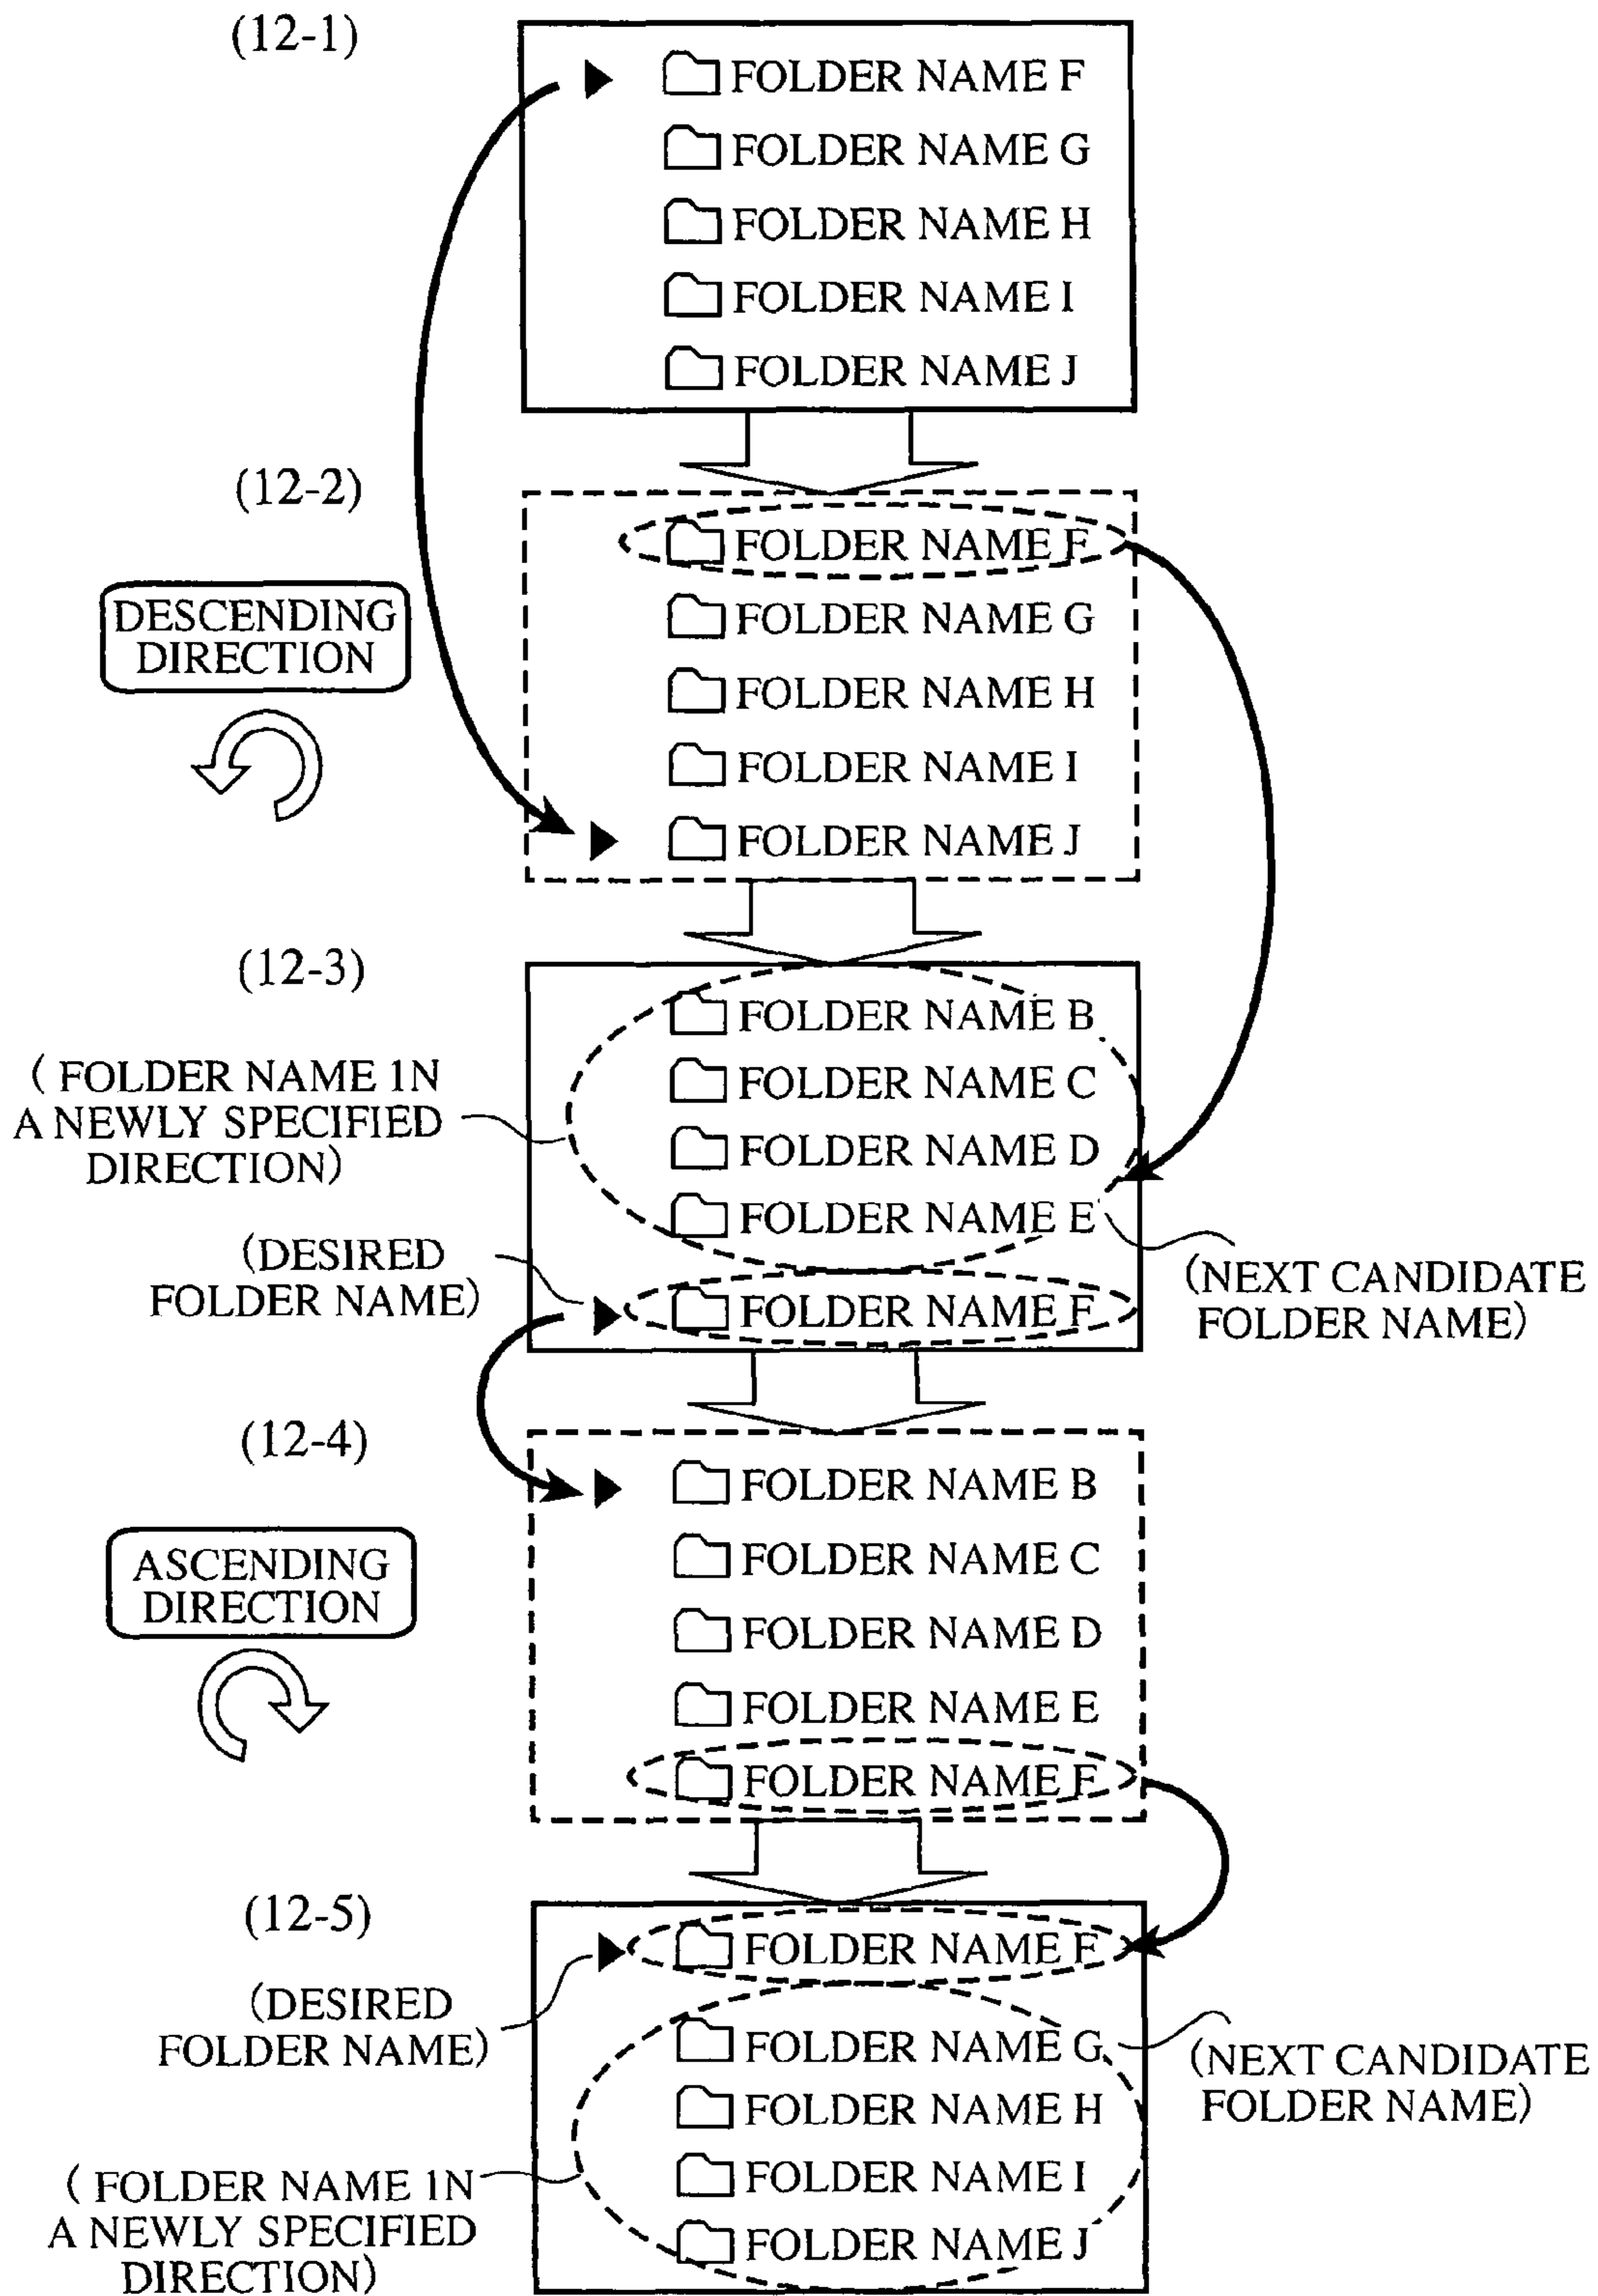 (12-1)
FOLDER NAME F
FOLDER NAME G
FOLDER NAME H
FOLDER NAME I
FOLDER NAME J
(12-2)
FOLDER NAME F
DESCENDING
DIRECTION
FOLDER NAME G
FOLDER NAME H
FOLDER NAME I
FOLDER NAME J
(12-3)
FOLDER NAME B
( FOLDER NAME 1N
A NEWLY SPECIFIED
DIRECTION)
FOLDER NAME C
FOLDER NAME D
FOLDER NAME E
(DESIRED
FOLDER NAME)
(NEXT CANDIDATE
FOLDER NAME)
FOLDER NAME F
(12-4)
FOLDER NAME B
ASCENDING
DIRECTION
FOLDER NAME C
FOLDER NAME D
FOLDER NAME E
FOLDER NAME F
(12-5)
FOLDER NAME F
(DESIRED
FOLDER NAME)
FOLDER NAME G
(NEXT CANDIDATE
FOLDER NAME)
FOLDER NAME H
FOLDER NAME I
( FOLDER NAME 1N
A NEWLY SPECIFIED
DIRECTION)
FOLDER NAME J